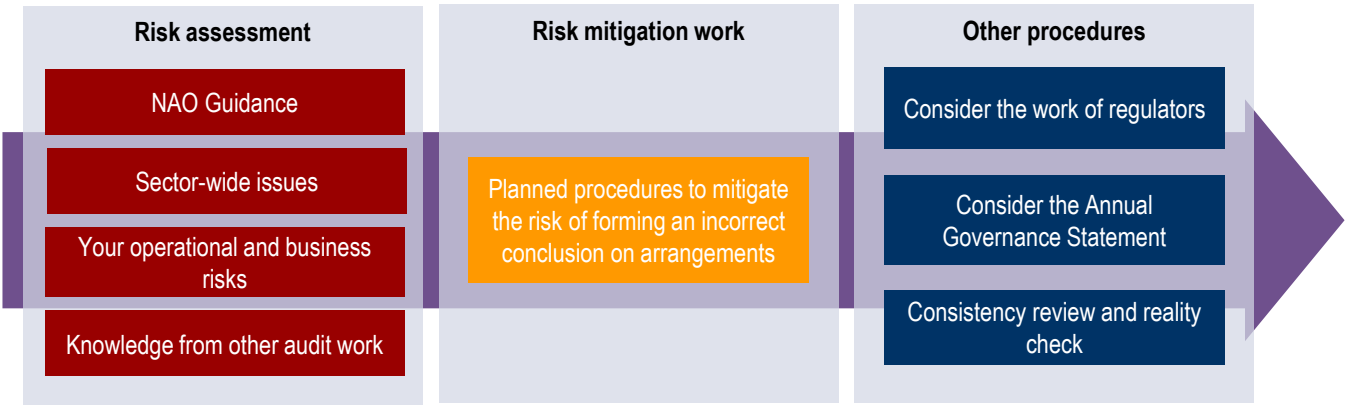 Risk assessment
NAO Guidance
Sector-wide issues
Your operational and business
risks
Knowledge from other audit work
Risk mitigation work
Planned procedures to mitigate
the risk of forming an incorrect
conclusion on arrangements
Other procedures
Consider the work of regulators
Consider the Annual
Governance Statement
Consistency review and reality
check